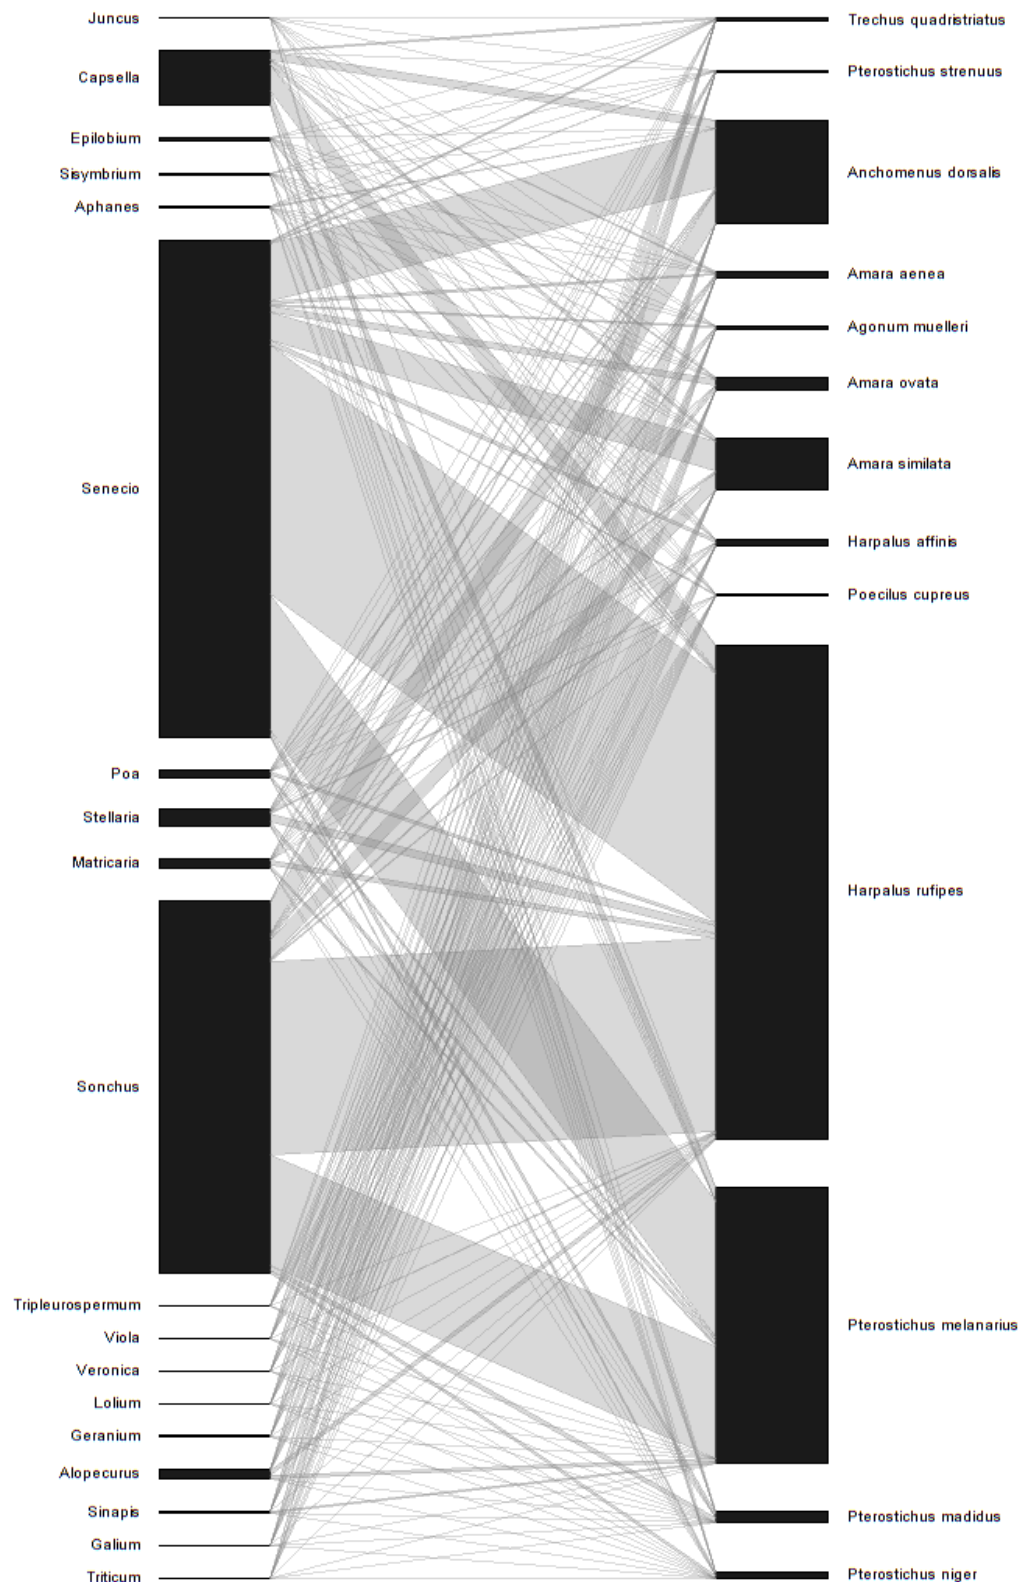 Juncus
Capsella
Epilobium
Sisymbrium
Aphanes
Senecio
Poa
Stellaria
Matricaria
Sonchus
Tripleurospermum
Viola
Veronica
Lolium
Geranium
Alopecurus
Sinapis
Galium
Triticum
Trechus quadristriatus
Pterostichus strenuus
Anchomenus dorsalis
Amara aenea
Agonum muelleri
Amara ovata
Amara similata
Harpalus affinis
Poecilus cupreus
Harpalus rufipes
Pterostichus melanarius
Pterostichus madidus
Pterostichus niger